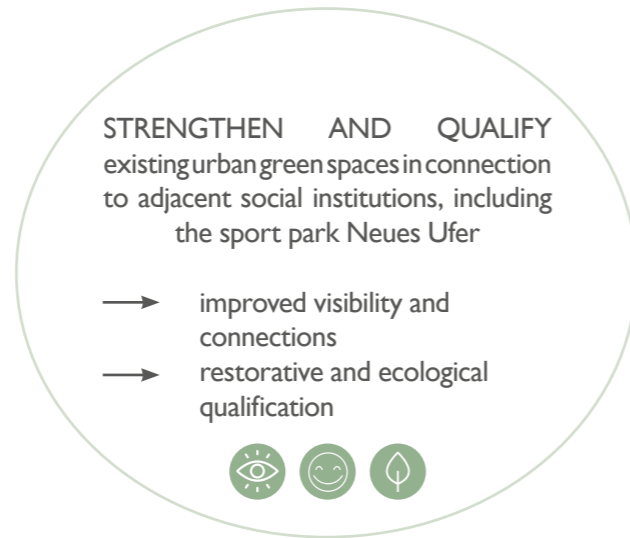 STRENGTHEN AND QUALIFY
existing urban green spaces in connection
to adjacent social institutions, including
the sport park Neues Ufer
improved visibility and
connections
restorative and ecological
qualification